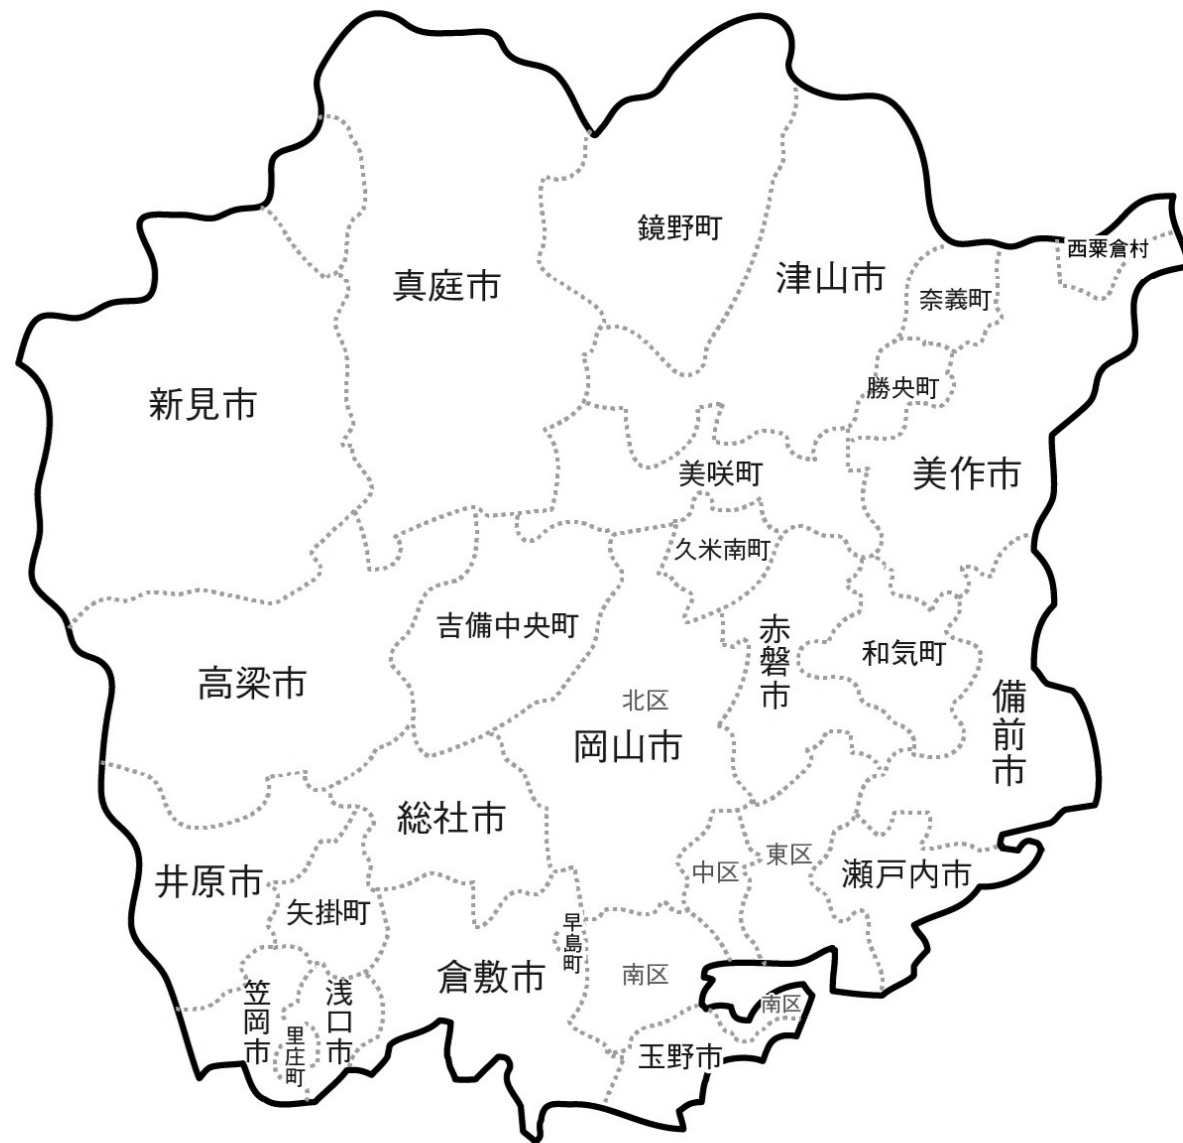 鏡野町
西粟倉村
津山市
真庭市
奈義町
勝央町
新見市
美咲町
美作市
久米南町
吉備中央町
赤磐市
和気町
高梁市
北区
備前市
岡山市
総社市
東区
中区
瀬戸内市
井原市
矢掛町
早島町
倉敷市
南区
南区
笠岡市
浅口市
里庄町
玉野市